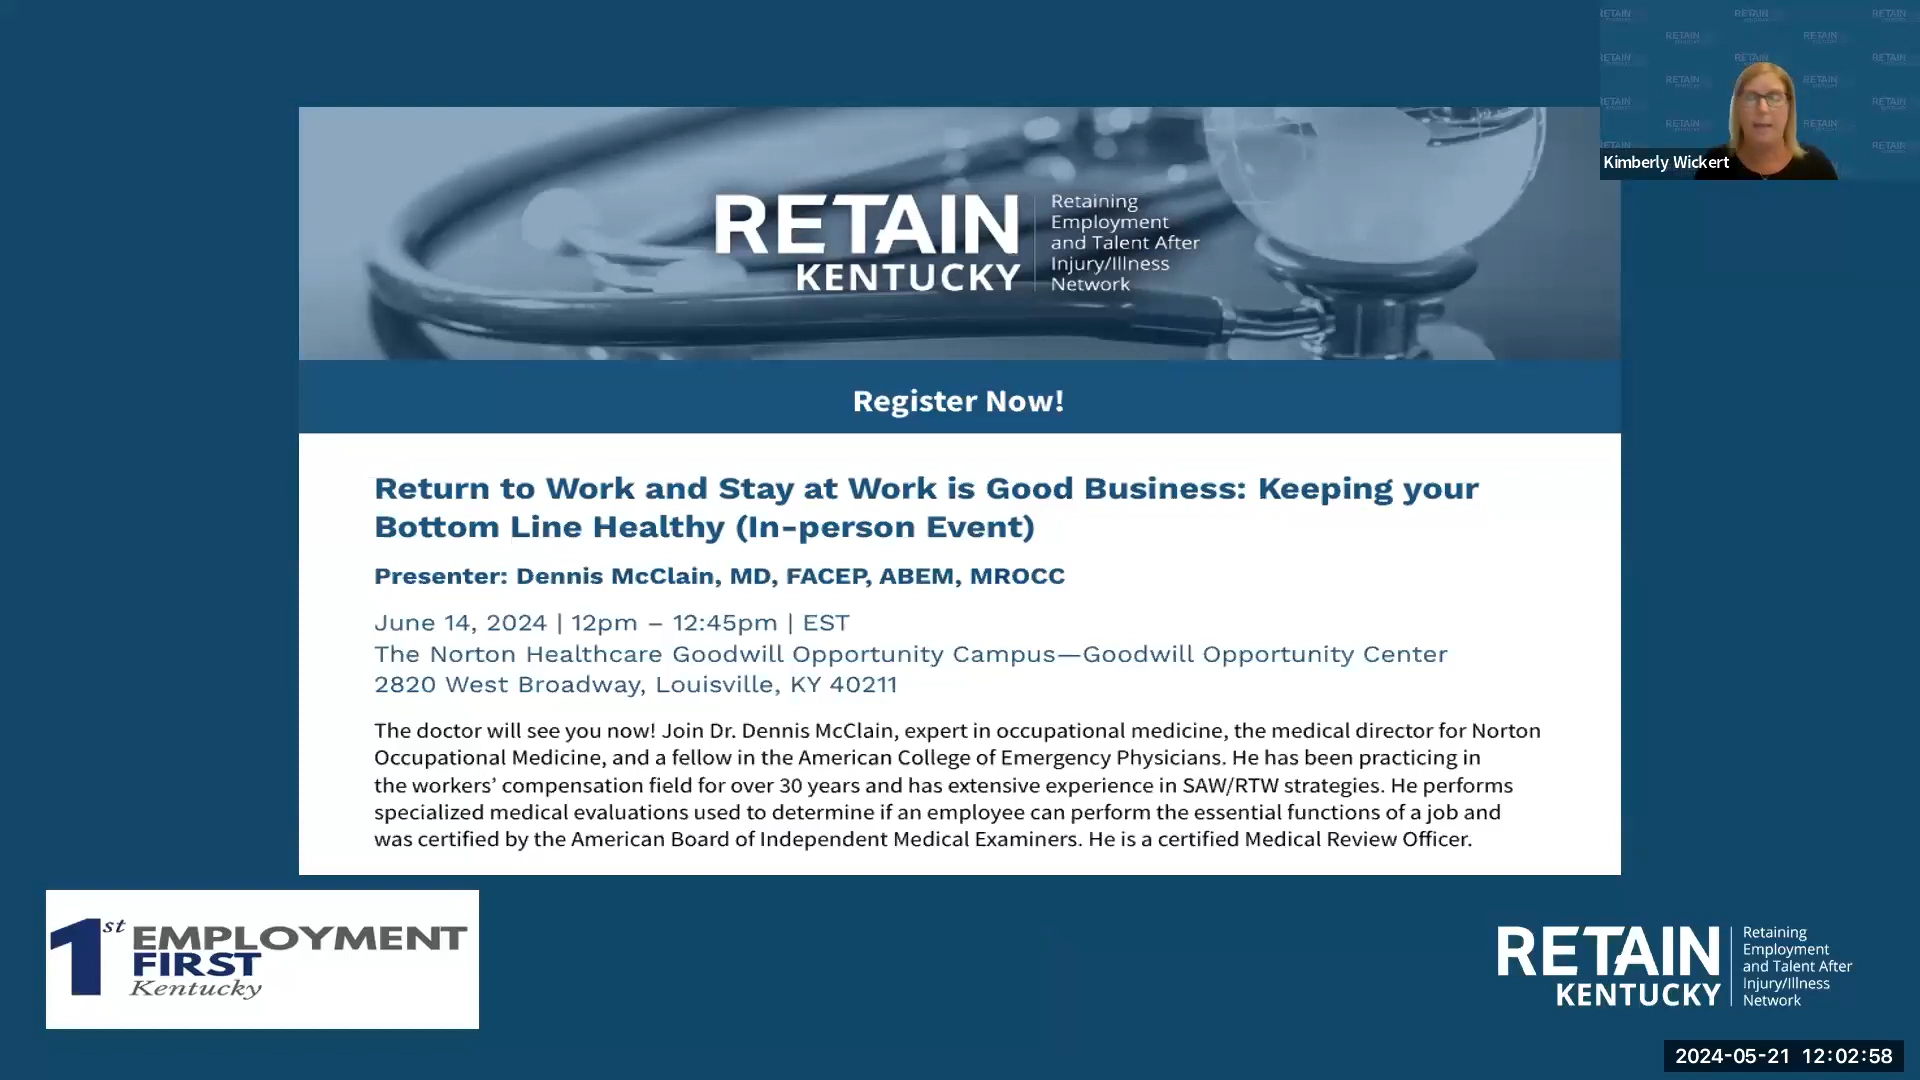 RETAIN
KENTUCKY
Retaining
Employment
and Talent After
Injury/Illness
Network
Kimberly Wickert
Register Now!
Return to Work and Stay at Work is Good Business: Keeping your
Bottom Line Healthy (In-person Event)
Presenter: Dennis McClain, MD, FACEP, ABEM, MROCC
June 14, 2024 | 12pm – 12:45pm | EST
The Norton Healthcare Goodwill Opportunity Campus—Goodwill Opportunity Center
2820 West Broadway, Louisville, KY 40211
The doctor will see you now! Join Dr. Dennis McClain, expert in occupational medicine, the medical director for Norton
Occupational Medicine, and a fellow in the American College of Emergency Physicians. He has been practicing in
the workers’ compensation field for over 30 years and has extensive experience in SAW/RTW strategies. He performs
specialized medical evaluations used to determine if an employee can perform the essential functions of a job and
was certified by the American Board of Independent Medical Examiners. He is a certified Medical Review Officer.
1st EMPLOYMENT
FIRST
Kentucky
RETAIN
KENTUCKY
Retaining
Employment
and Talent After
Injury/Illness
Network
2024-05-21 12:02:58